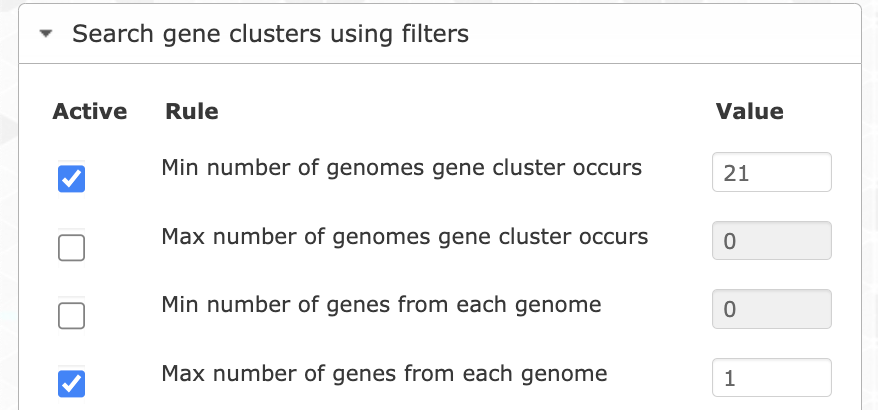 Search gene clusters using filters
Active Rule Value
Min number of genomes gene cluster occurs 21
Max number of genomes gene cluster occurs 0
Min number of genes from each genome 0
Max number of genes from each genome 1